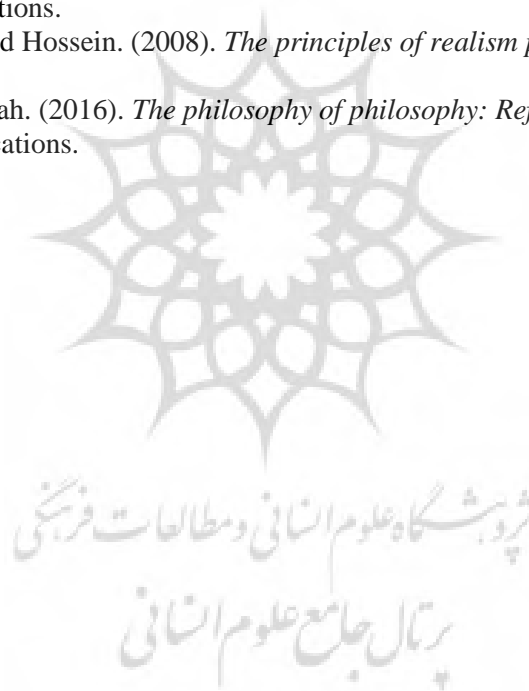 tions.
d Hossein. (2008). The principles of realism p
ah. (2016). The philosophy of philosophy: Ref
cations.
پژوهشگاه علوم انسانی و مطالعات فرهنگی
پرتال جامع علوم انسانی